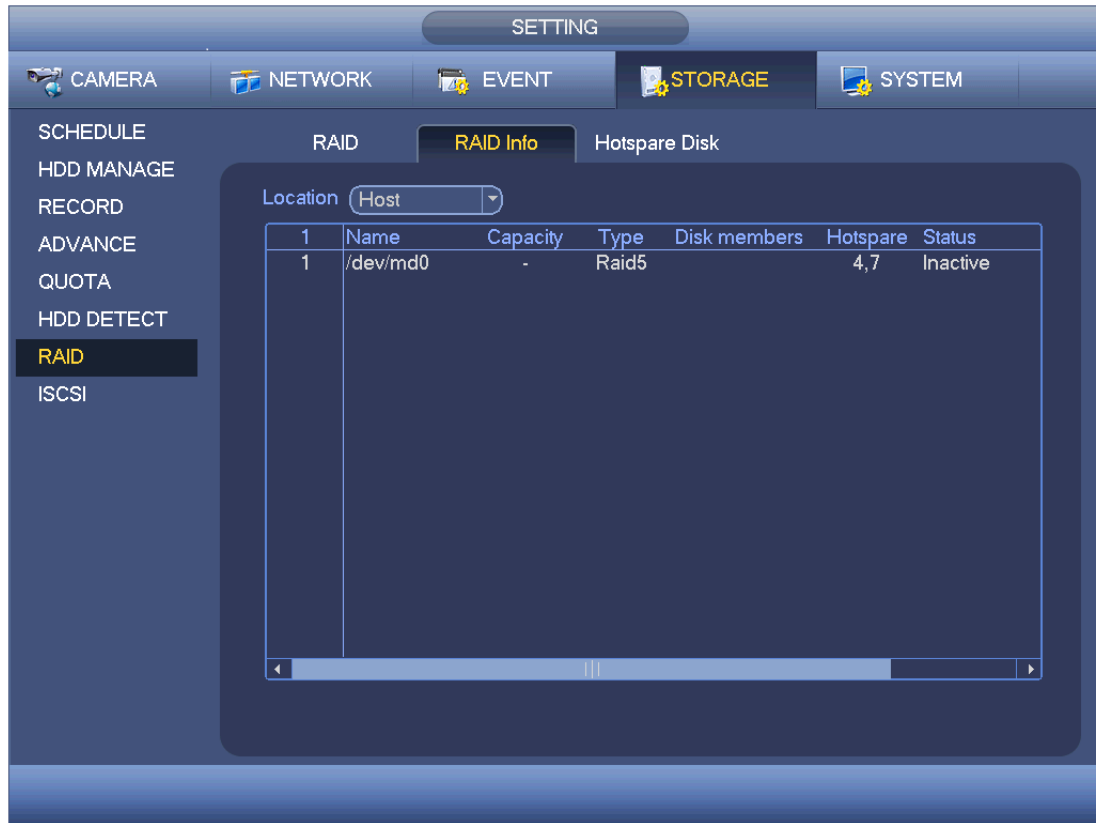 SETTING
CAMERA NETWORK EVENT STORAGE SYSTEM
SCHEDULE
HDD MANAGE
RECORD
ADVANCE
QUOTA
HDD DETECT
RAID
ISCSI
RAID RAID Info Hotspare Disk
Location Host
1 Name Capacity Type Disk members Hotspare Status
1 /dev/md0 - Raid5 4,7 Inactive